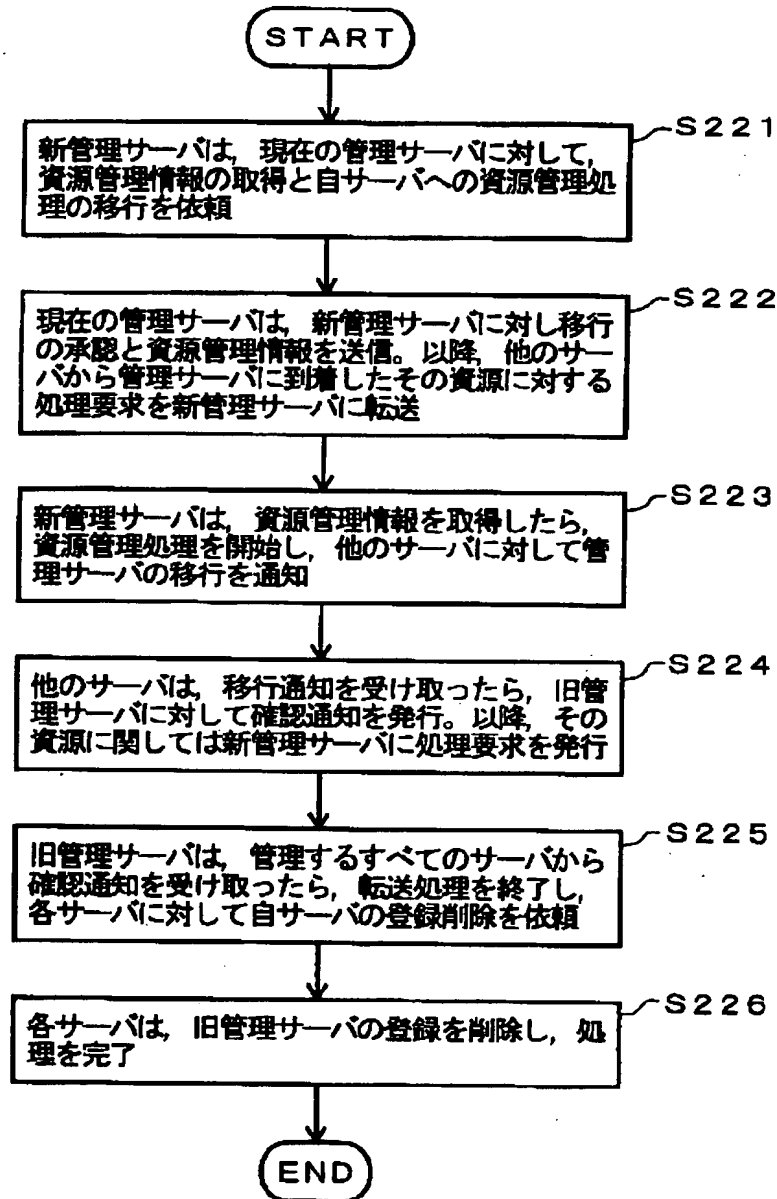 START
S221
新管理サーバは，現在の管理サーバに対して，
資源管理情報の取得と自サーバへの資源管理処
理の移行を依頼
S222
現在の管理サーバは，新管理サーバに対し移行
の承認と資源管理情報を送信。以降，他のサー
バから管理サーバに到着したその資源に対する
処理要求を新管理サーバに転送
S223
新管理サーバは，資源管理情報を取得したら，
資源管理処理を開始し，他のサーバに対して管
理サーバの移行を通知
S224
他のサーバは，移行通知を受け取ったら，旧管
理サーバに対して確認通知を発行。以降，その
資源に関しては新管理サーバに処理要求を発行
S225
旧管理サーバは，管理するすべてのサーバから
確認通知を受け取ったら，転送処理を終了し，
各サーバに対して自サーバの登録削除を依頼
S226
各サーバは，旧管理サーバの登録を削除し，処
理を完了
END